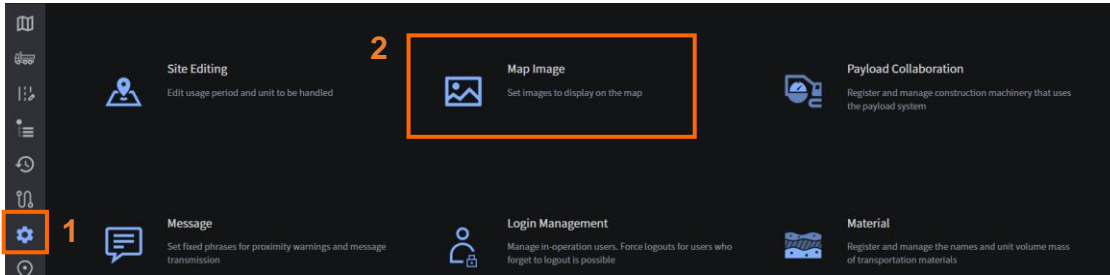 2
Site Editing
Edit usage period and unit to be handled
Map Image
Set images to display on the map
Payload Collaboration
Register and manage construction machinery that uses
the payload system
1
Message
Set fixed phrases for proximity warnings and message
transmission
Login Management
Manage in-operation users. Force logouts for users who
forget to logout is possible
Material
Register and manage the names and unit volume mass
of transportation materials